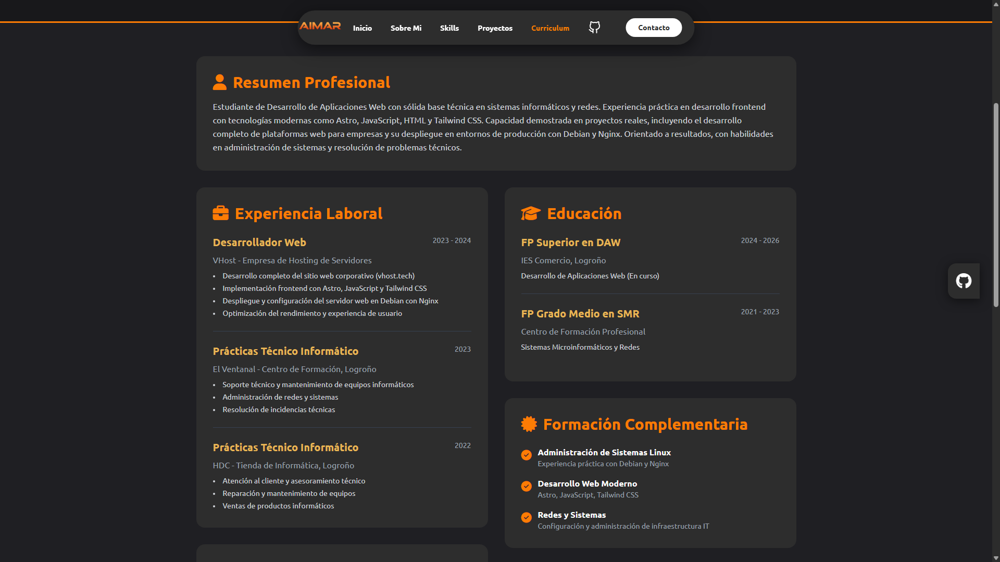 AIMAR
Inicio
Sobre Mi
Skills
Proyectos
Curriculum
Contacto
Resumen Profesional
Estudiante de Desarrollo de Aplicaciones Web con sólida base técnica en sistemas informáticos y redes. Experiencia práctica en desarrollo frontend
con tecnologías modernas como Astro, JavaScript, HTML y Tailwind CSS. Capacidad demostrada en proyectos reales, incluyendo el desarrollo
completo de plataformas web para empresas y su despliegue en entornos de producción con Debian y Nginx. Orientado a resultados, con habilidades
en administración de sistemas y resolución de problemas técnicos.
Experiencia Laboral
Desarrollador Web
2023 - 2024
VHost - Empresa de Hosting de Servidores
• Desarrollo completo del sitio web corporativo (vhost.tech)
• Implementación frontend con Astro, JavaScript y Tailwind CSS
• Despliegue y configuración del servidor web en Debian con Nginx
• Optimización del rendimiento y experiencia de usuario
Prácticas Técnico Informático
2023
El Ventanal - Centro de Formación, Logroño
• Soporte técnico y mantenimiento de equipos informáticos
• Administración de redes y sistemas
• Resolución de incidencias técnicas
Prácticas Técnico Informático
2022
HDC - Tienda de Informática, Logroño
• Atención al cliente y asesoramiento técnico
• Reparación y mantenimiento de equipos
• Ventas de productos informáticos
Educación
FP Superior en DAW
2024 - 2026
IES Comercio, Logroño
Desarrollo de Aplicaciones Web (En curso)
FP Grado Medio en SMR
2021 - 2023
Centro de Formación Profesional
Sistemas Microinformáticos y Redes
Formación Complementaria
Administración de Sistemas Linux
Experiencia práctica con Debian y Nginx
Desarrollo Web Moderno
Astro, JavaScript, Tailwind CSS
Redes y Sistemas
Configuración y administración de infraestructura IT